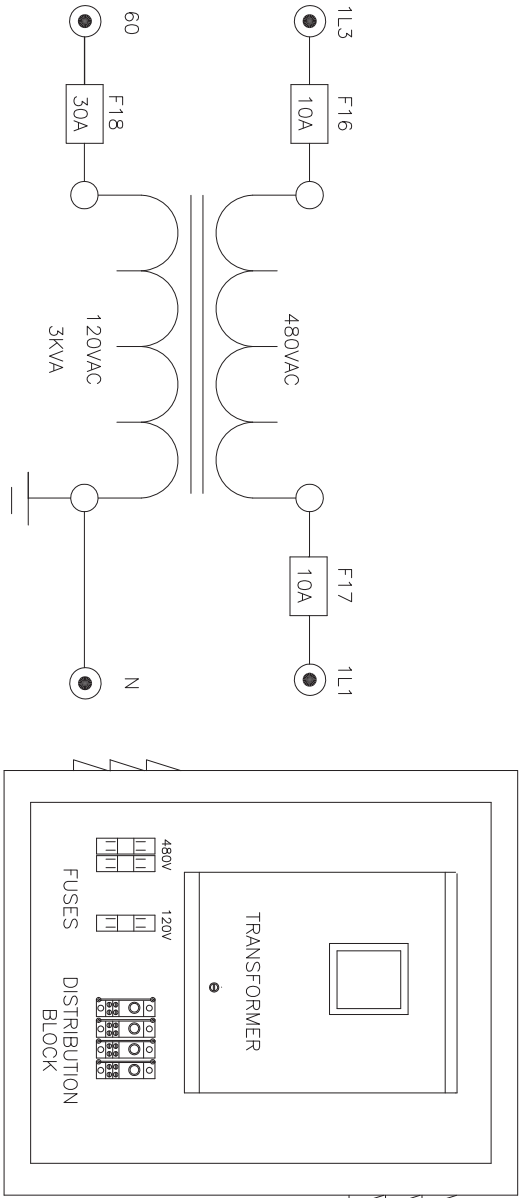 1L3
F16
10A
480VAC
F17
10A
1L1
60
F18
30A
120VAC
3KVA
N
TRANSFORMER
480V
120V
FUSES
DISTRIBUTION
BLOCK